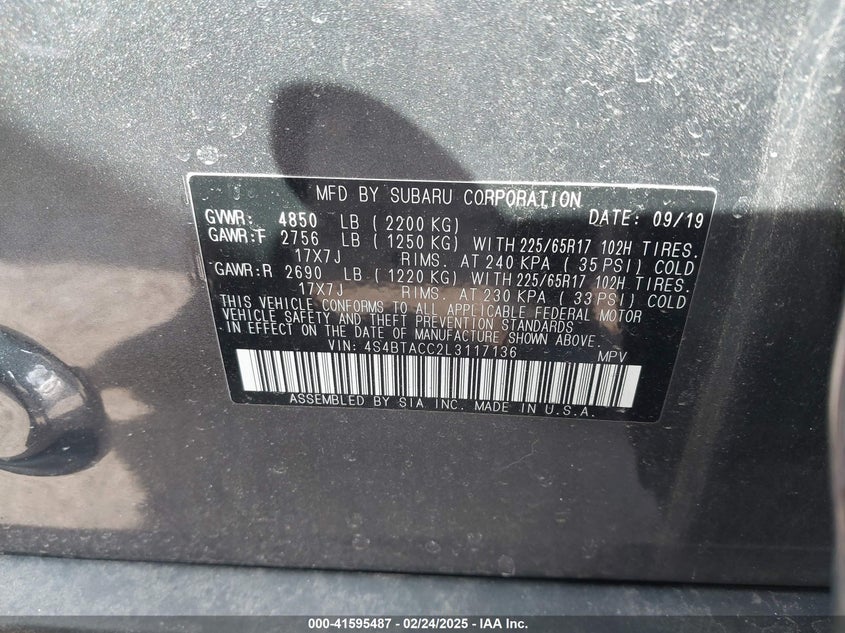 MFD BY SUBARU CORPORATION DATE: 09/19
GVWR: 4850 LB (2200 KG)
GAWR:F 2756 LB (1250 KG) WITH 225/65R17 102H TIRES.
17X7J RIMS. AT 240 KPA (35 PSI) COLD
GAWR:R 2690 LB (1220 KG) WITH 225/65R17 102H TIRES.
17X7J RIMS. AT 230 KPA (33 PSI) COLD
THIS VEHICLE CONFORMS TO ALL APPLICABLE FEDERAL MOTOR
VEHICLE SAFETY AND THEFT PREVENTION STANDARDS
IN EFFECT ON THE DATE OF MANUFACTURE SHOWN ABOVE.
VIN: 4S4BTACC2L3117136 MPV
ASSEMBLED BY SIA INC. MADE IN U.S.A.
000-41595487 - 02/24/2025 - IAA Inc.